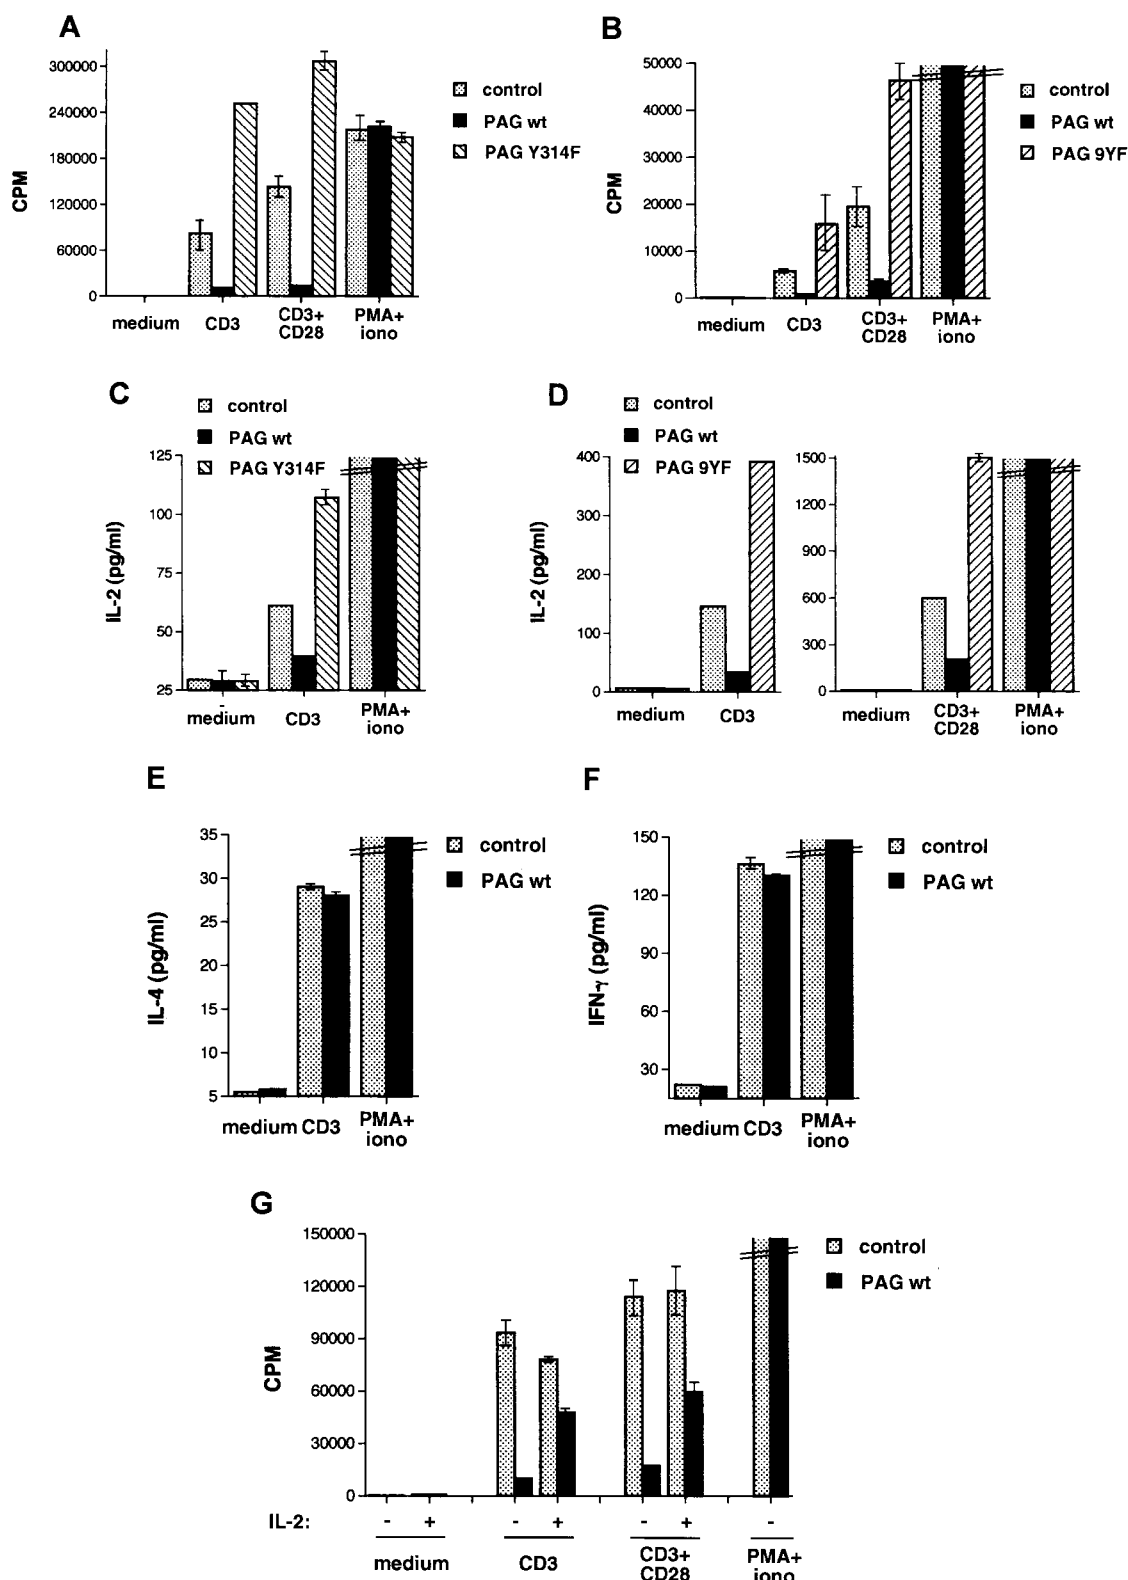 A
CPM
300000
240000
180000
120000
60000
0
medium
CD3
CD3+
CD28
PMA+
iono
control
PAG wt
PAG Y314F
B
CPM
50000
40000
30000
20000
10000
0
medium
CD3
CD3+
CD28
PMA+
iono
control
PAG wt
PAG 9YF
C
control
PAG wt
PAG Y314F
IL-2 (pg/ml)
125
100
75
50
25
medium
CD3
PMA+
iono
D
control
PAG wt
PAG 9YF
IL-2 (pg/ml)
400
300
200
100
0
medium
CD3
1500
1200
900
600
300
0
medium
CD3+
CD28
PMA+
iono
E
IL-4 (pg/ml)
35
30
25
20
15
10
5
medium CD3
PMA+
iono
control
PAG wt
F
IFN-γ (pg/ml)
150
120
90
60
30
medium CD3
PMA+
iono
control
PAG wt
G
CPM
150000
120000
90000
60000
30000
0
IL-2: - + - + - + -
medium
CD3
CD3+
CD28
PMA+
iono
control
PAG wt